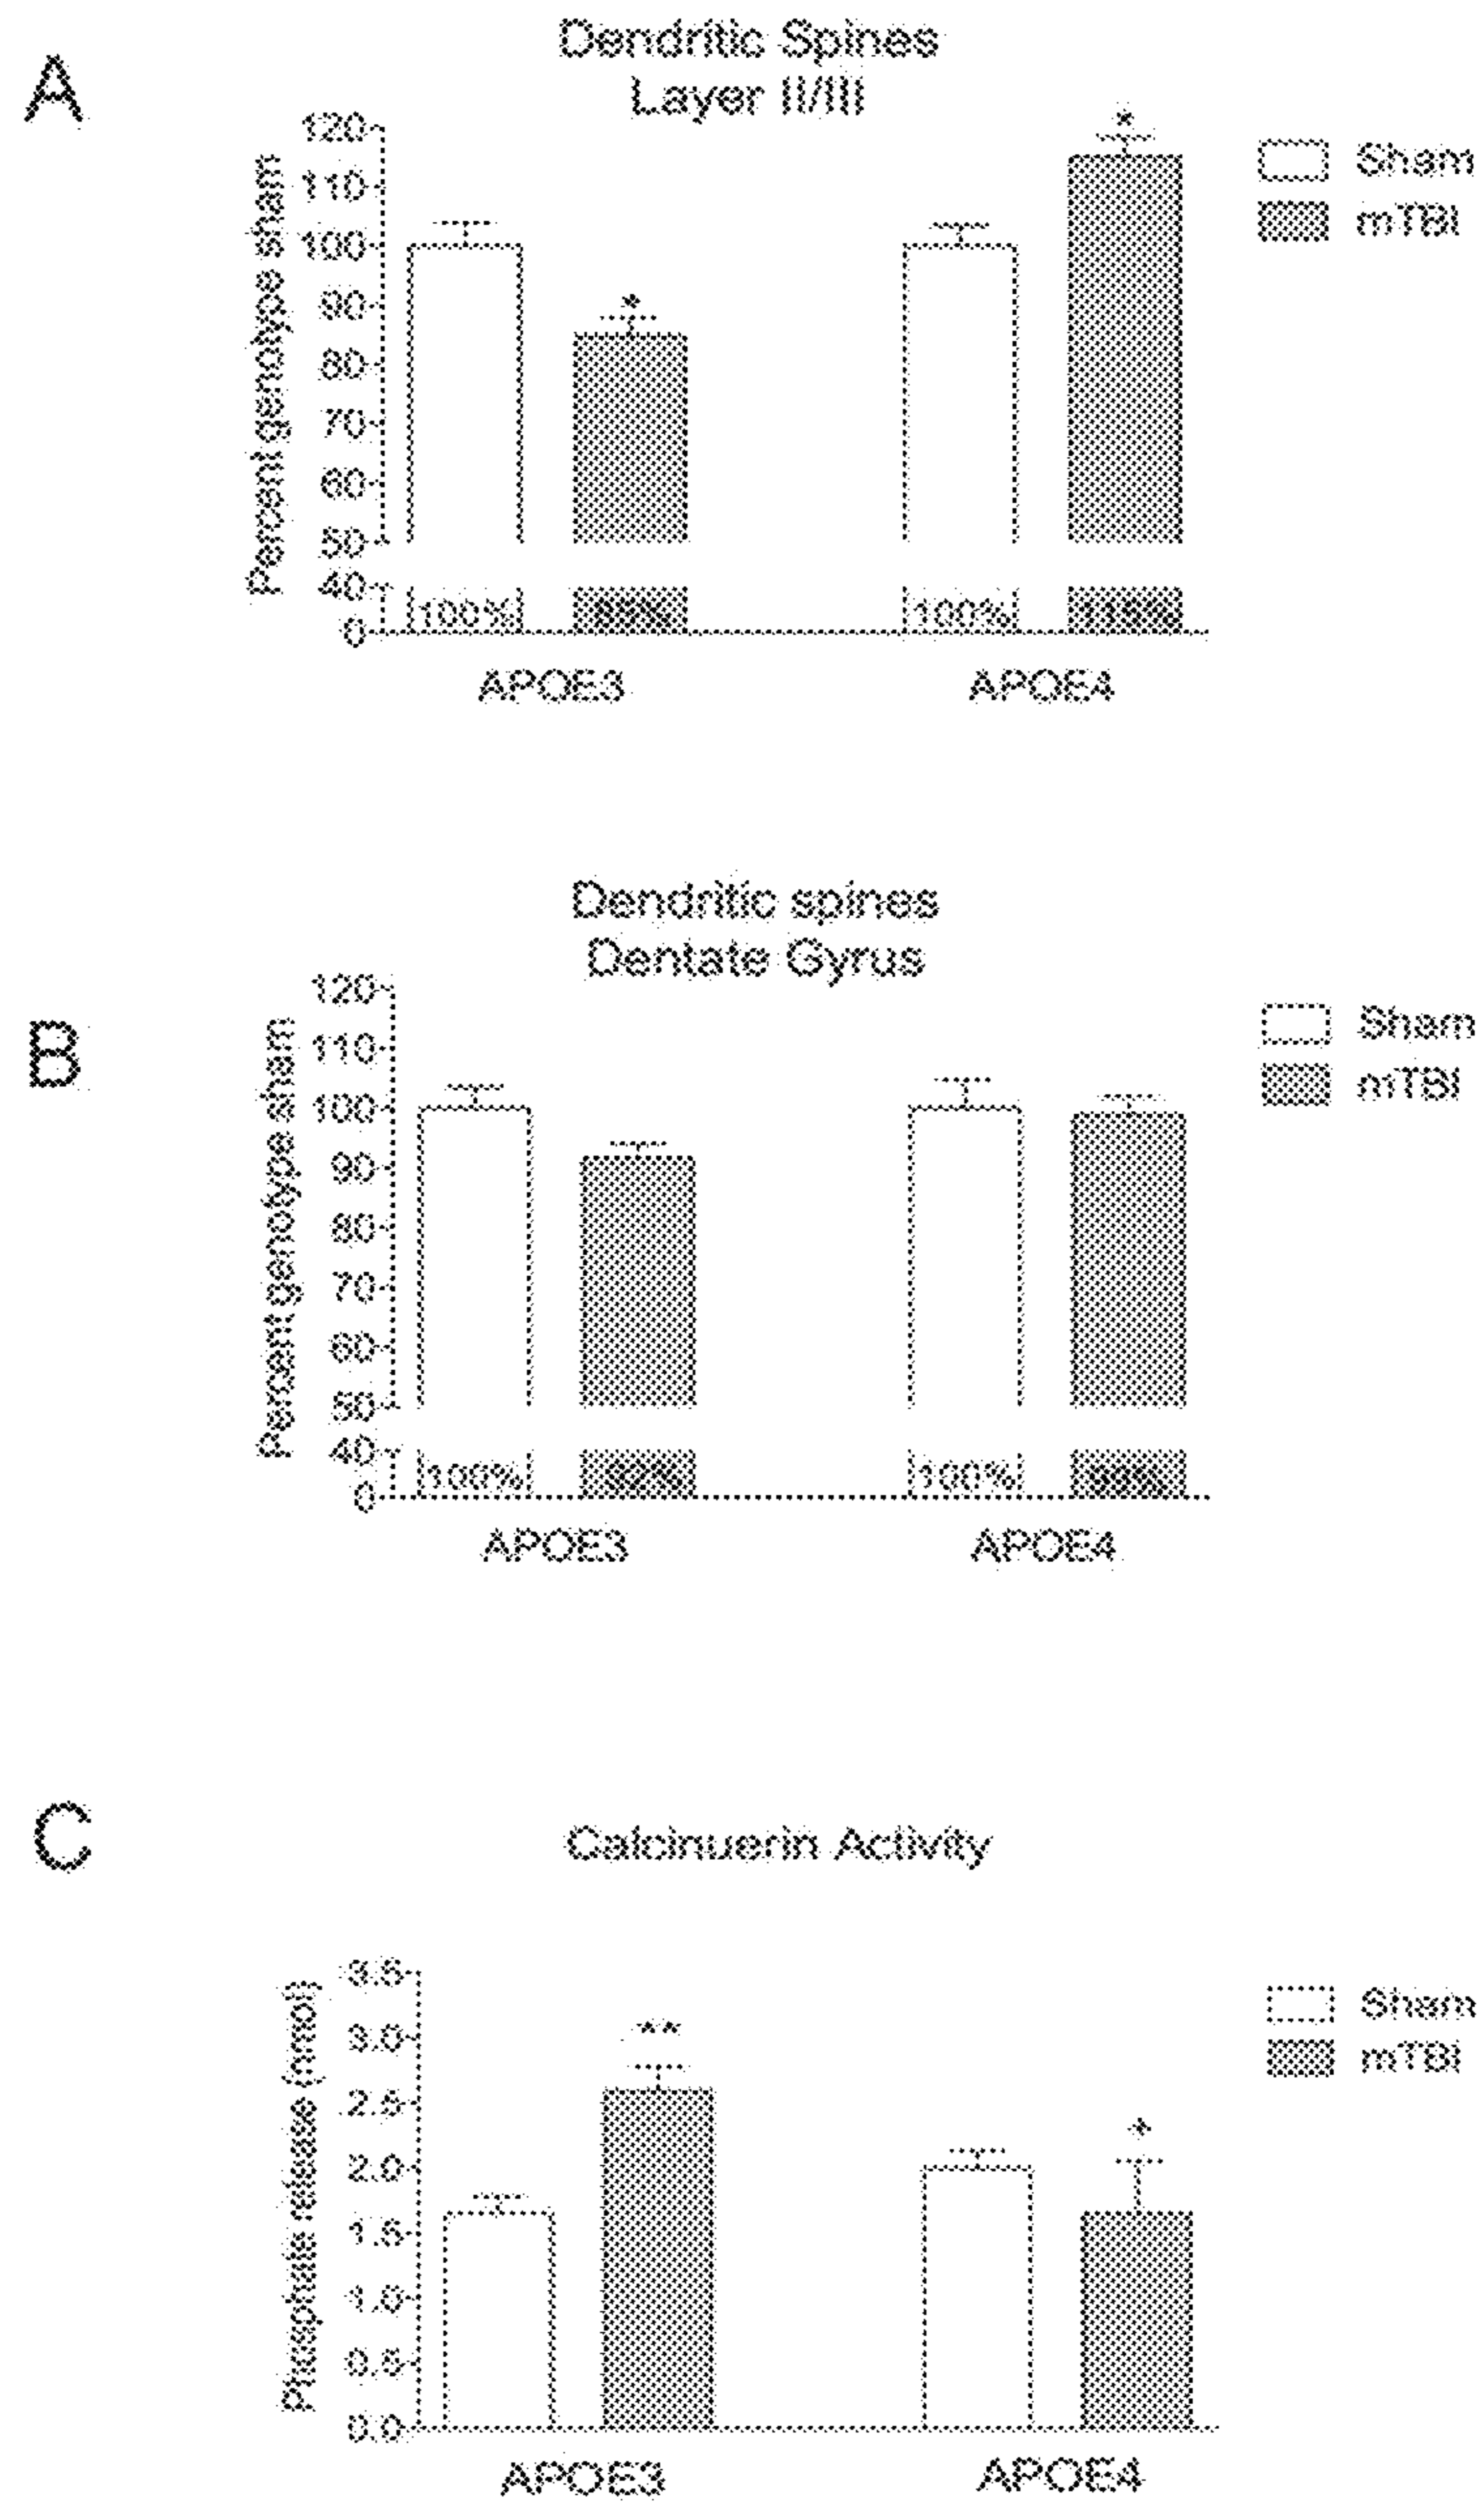 A
Dendritic Spines
Layer II/III
Percent genotype sham
120
110
100
90
80
70
60
50
40
0
*
*
100%
100%
115%
APOE3
APOE4
Sham
mTBI
B
Dendritic spines
Dentate Gyrus
Percent genotype sham
120
110
100
90
80
70
60
50
40
0
100%
92%
100%
99%
APOE3
APOE4
Sham
mTBI
C
Calcinuerin Activity
Phosphate release (nmol)
3.5
3.0
2.5
2.0
1.5
1.0
0.5
0.0
**
*
APOE3
APOE4
Sham
mTBI